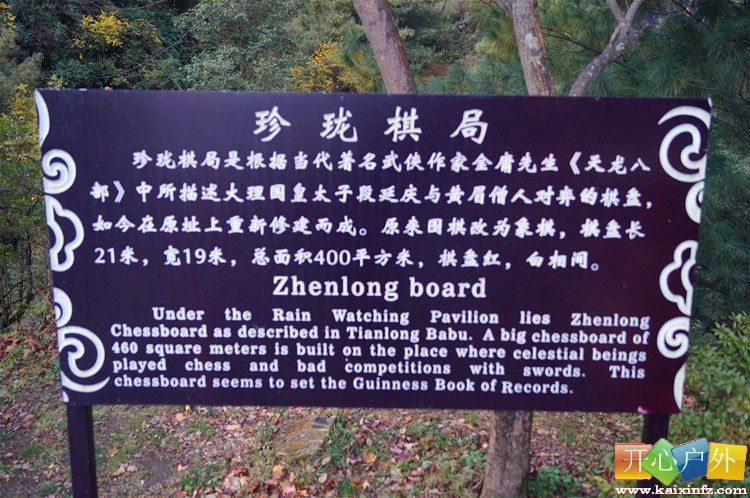 珍珑棋局
珍珑棋局是根据当代著名武侠作家金庸先生《天龙八
部》中所描述大理国皇太子段延庆与黄眉僧人对弈的棋盘，
如今在原址上重新修建而成。原来围棋改为象棋，棋盘长
21米，宽19米，总面积400平方米，棋盘红，白相间。
Zhenlong board
Under the Rain Watching Pavilion lies Zhenlong
Chessboard as described in Tianlong Babu. A big chessboard of
460 square meters is built on the place where celestial beings
played chess and bad competitions with swords. This
chessboard seems to set the Guinness Book of Records.
开心户外
www.kaixinfz.com